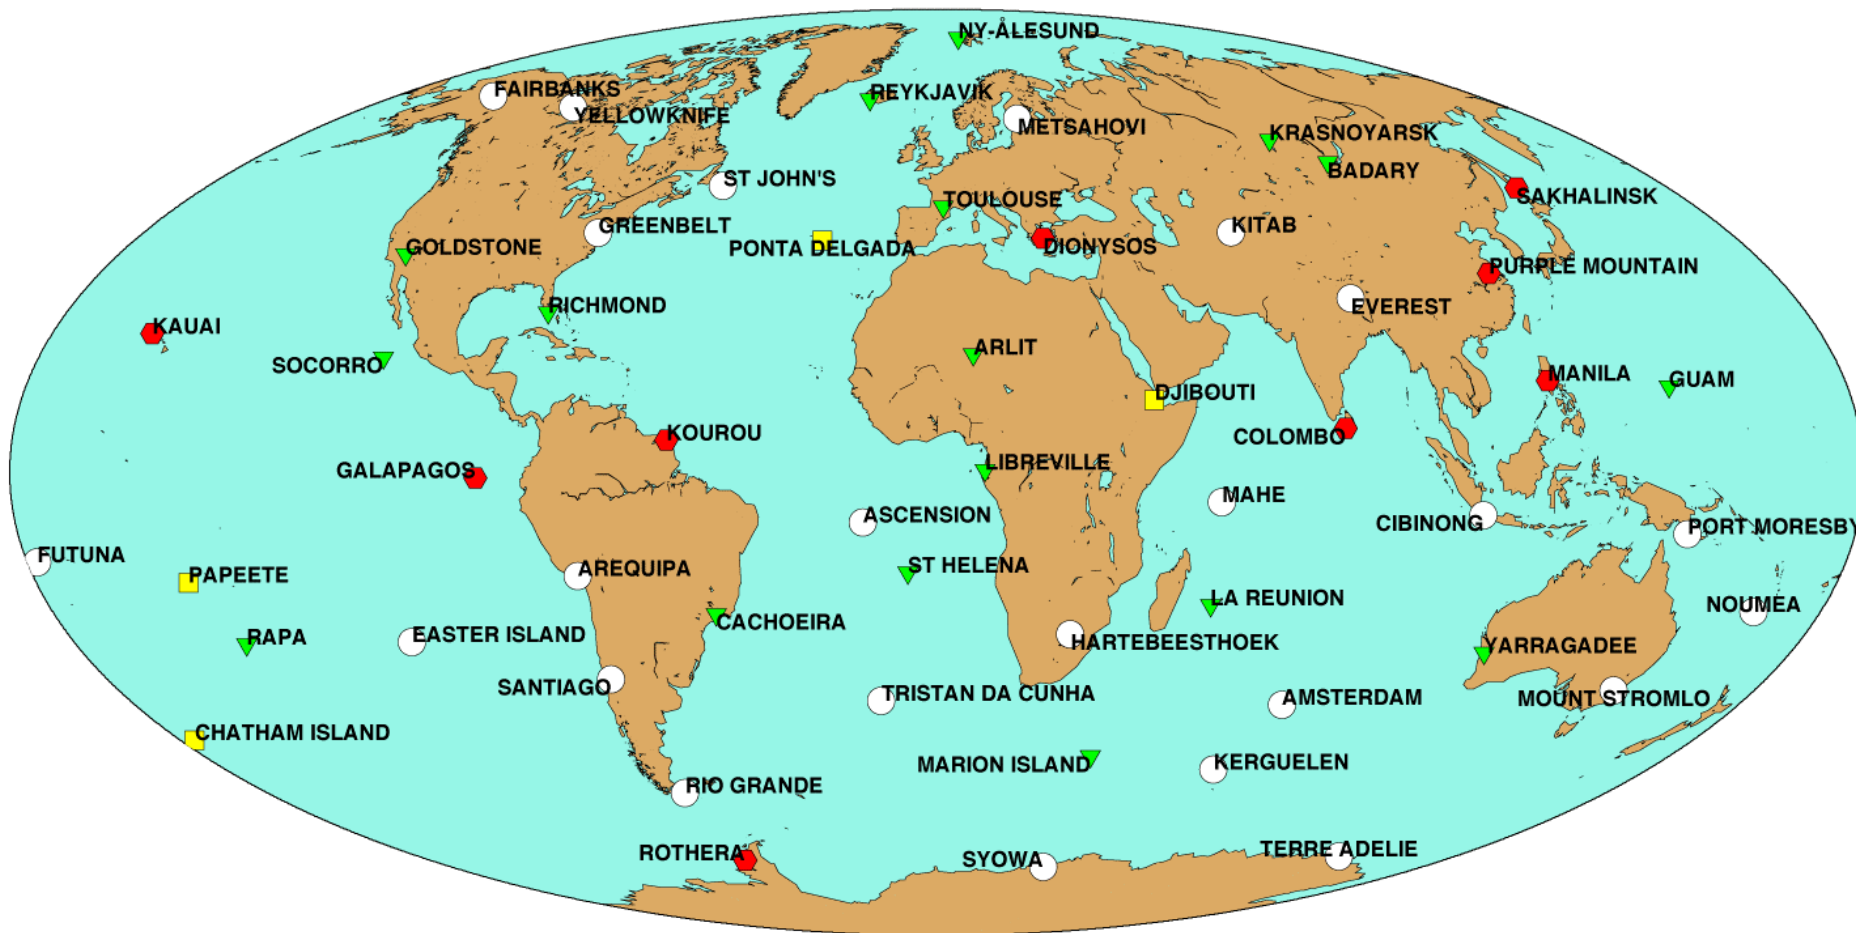 NY-ÅLESUND
FAIRBANKS
REYKJAVIK
YELLOWKNIFE
METSAHOVI
KRASNOYARSK
BADARY
ST JOHN'S
SAKHALINSK
TOULOUSE
GREENBELT
KITAB
GOLDSTONE
PONTA DELGADA
DIONYSOS
PURPLE MOUNTAIN
RICHMOND
EVEREST
KAUAI
ARLIT
SOCORRO
MANILA
GUAM
DJIBOUTI
KOUROU
COLOMBO
LIBREVILLE
GALAPAGOS
MAHE
ASCENSION
CIBINONG
PORT MORESBY
FUTUNA
ST HELENA
AREQUIPA
PAPEETE
LA REUNION
NOUMEA
CACHOEIRA
EASTER ISLAND
RAPA
HARTEBEESTHOEK
YARRAGADEE
SANTIAGO
TRISTAN DA CUNHA
AMSTERDAM
MOUNT STROMLO
CHATHAM ISLAND
KERGUELEN
MARION ISLAND
RIO GRANDE
TERRE ADELIE
ROTHERA
SYOWA